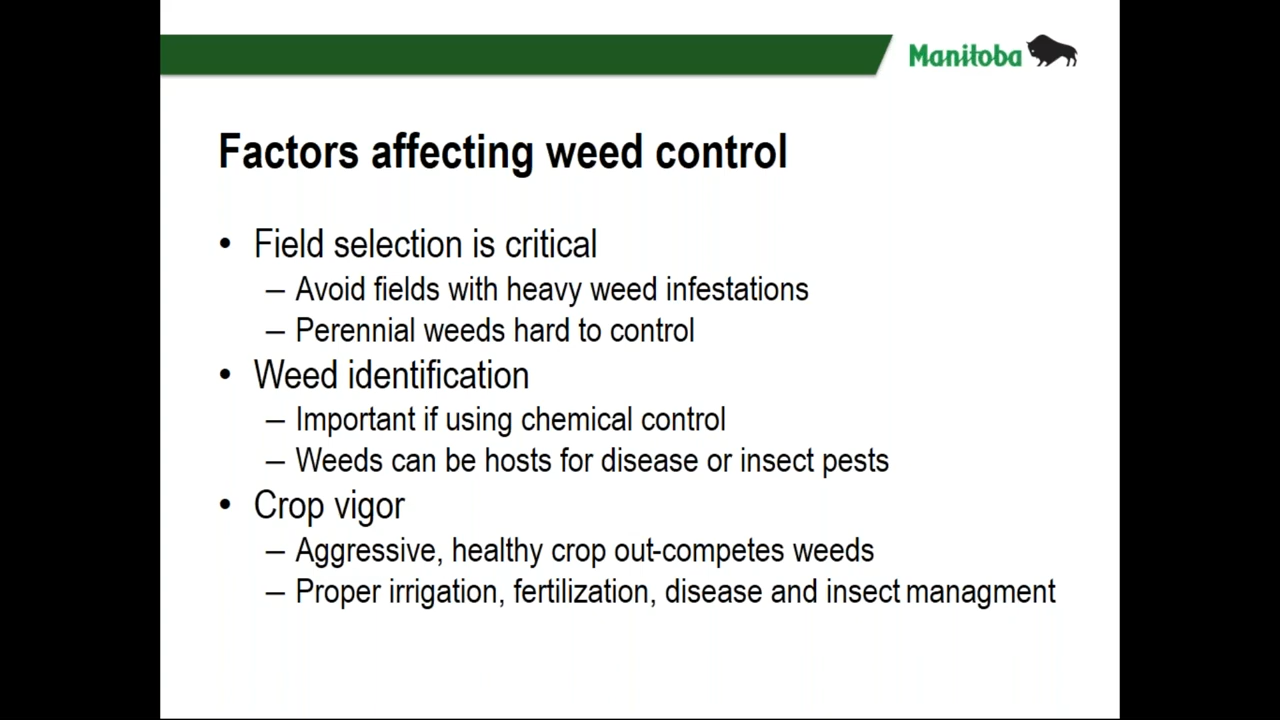 Manitoba
Factors affecting weed control
• Field selection is critical
– Avoid fields with heavy weed infestations
– Perennial weeds hard to control
• Weed identification
– Important if using chemical control
– Weeds can be hosts for disease or insect pests
• Crop vigor
– Aggressive, healthy crop out-competes weeds
– Proper irrigation, fertilization, disease and insect managment